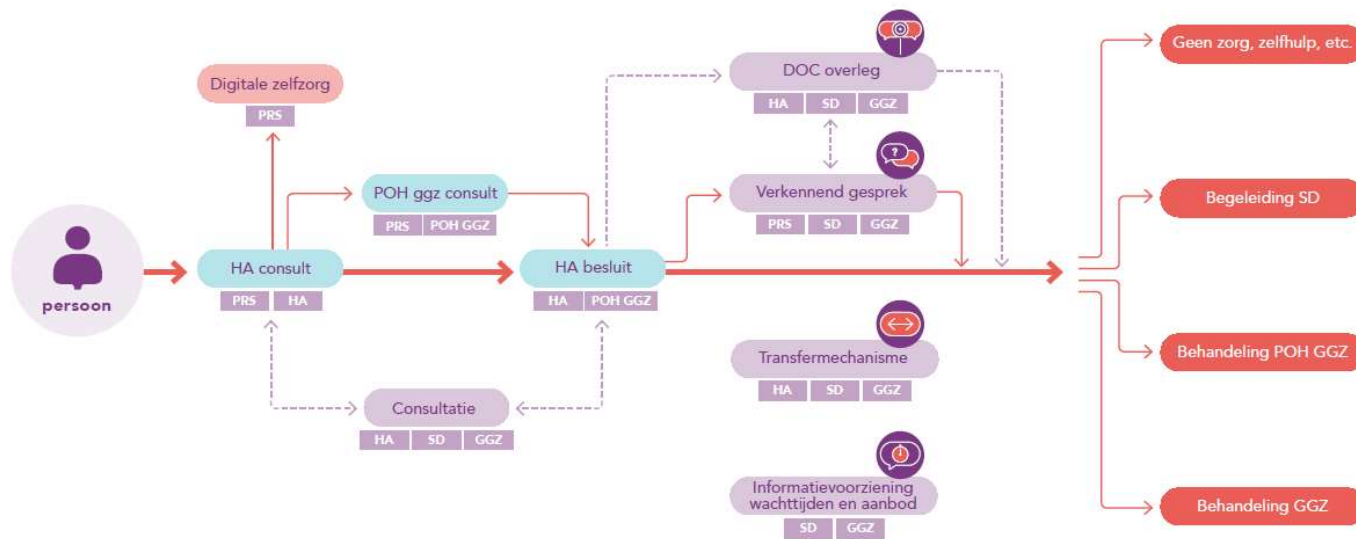 Geen zorg, zelfhulp, etc.
DOC overleg
HA SD GGZ
Digitale zelfzorg
PRS
?
POH ggz consult
PRS POH GGZ
Verkennend gesprek
PRS SD GGZ
Begeleiding SD
persoon
HA consult
PRS HA
HA besluit
HA POH GGZ
Transfermechanisme
HA SD GGZ
Behandeling POH GGZ
Consultatie
HA SD GGZ
Informatievoorziening
wachttijden en aanbod
SD GGZ
Behandeling GGZ